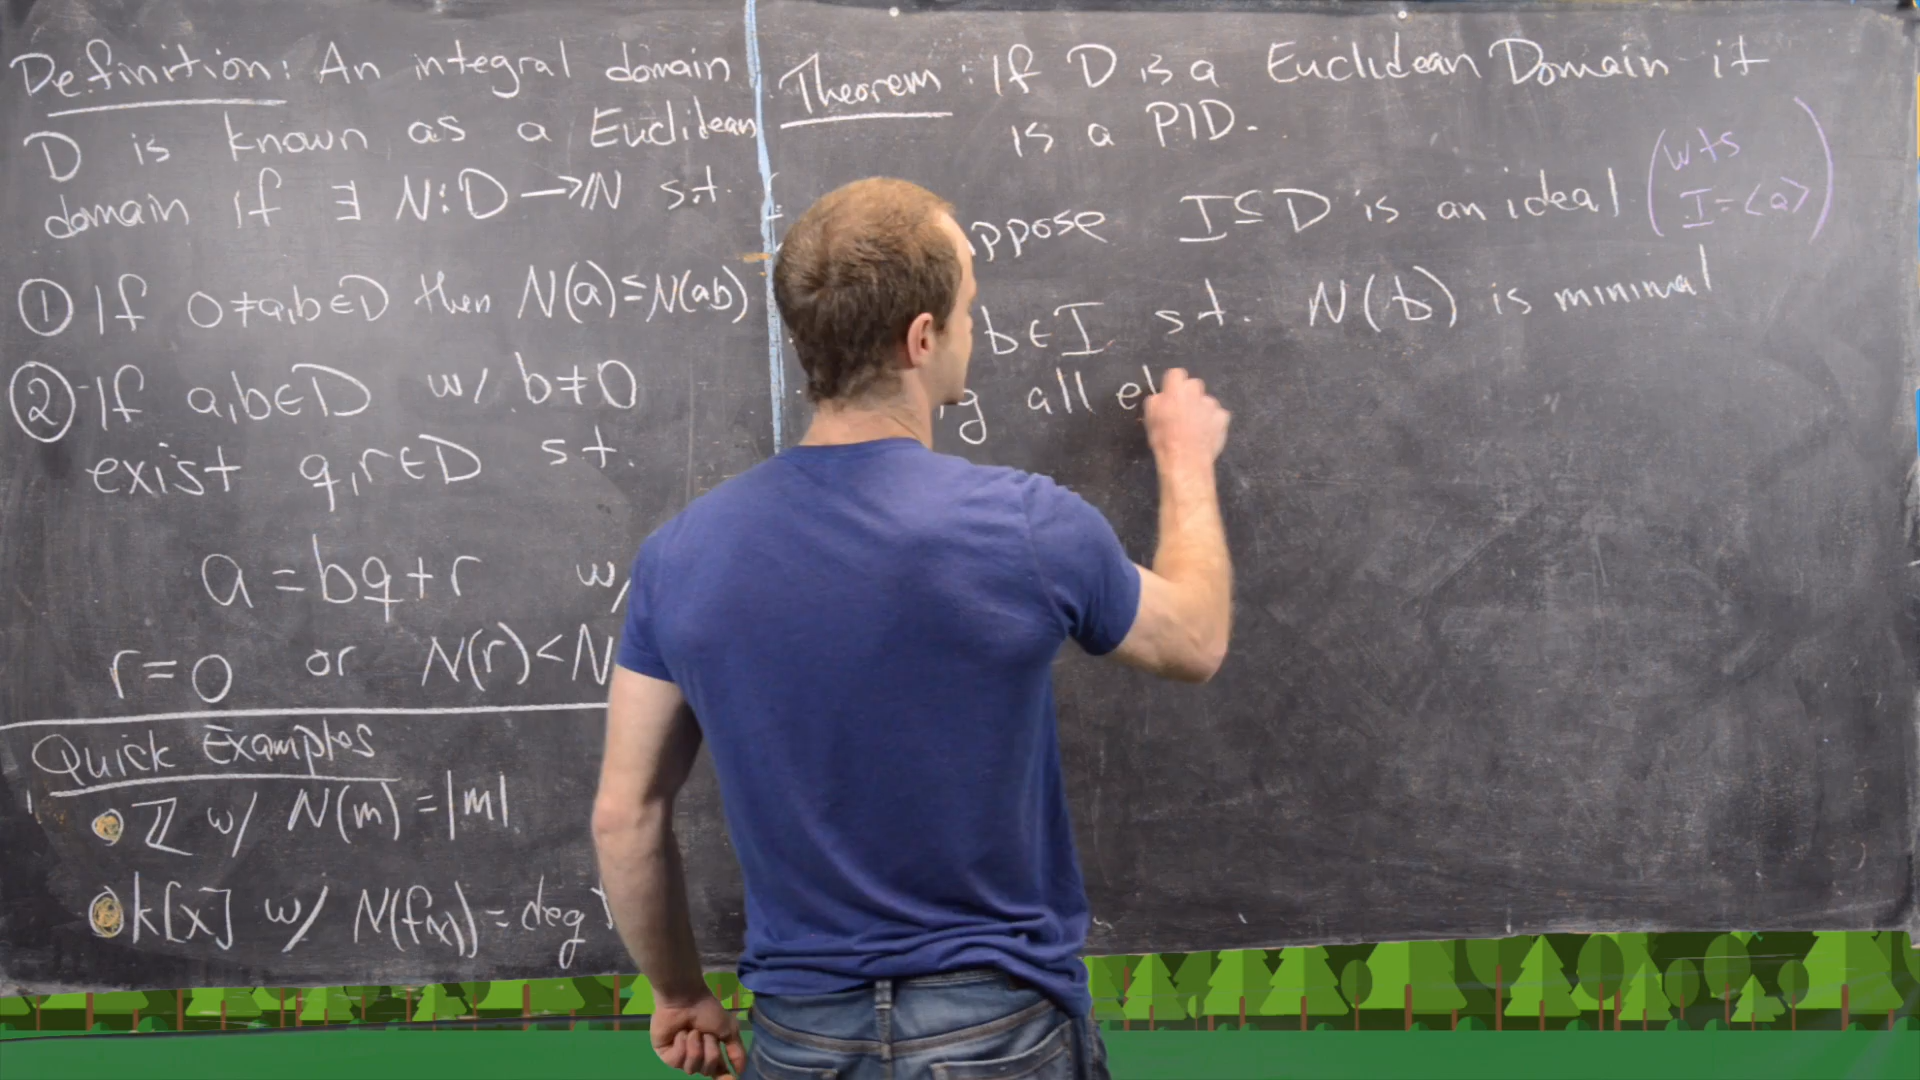 Definition: An integral domain
D is known as a Euclidean
domain if ∃ N:D→ℕ s.t.
① If 0≠a,b∈D then N(a)≤N(ab)
② If a,b∈D w/ b≠0
exist q,r∈D s.t.
a=bq+r w/
r=0 or N(r)<N
Quick Examples
• ℤ w/ N(m)=|m|
• k[x] w/ N(f(x))=deg
Theorem: If D is a Euclidean Domain it
is a PID.
I⊆D is an ideal (wts
I=<a>)
b∈I s.t. N(b) is minimal
all